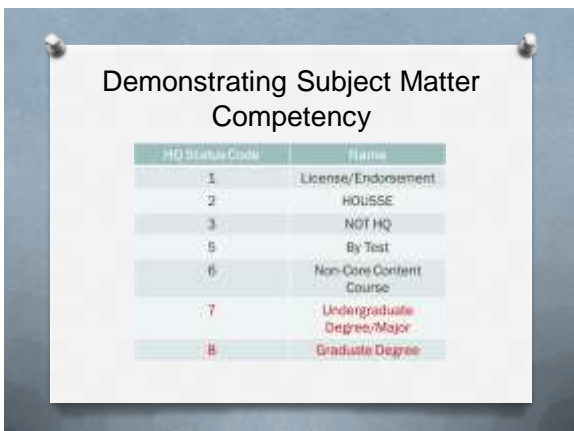 Demonstrating Subject Matter
Competency
HQ Status Code Name
1 License/Endorsement
2 HOUSSE
3 NOT HQ
5 By Test
6 Non-Core Content
Course
7 Undergraduate
Degree/Major
8 Graduate Degree